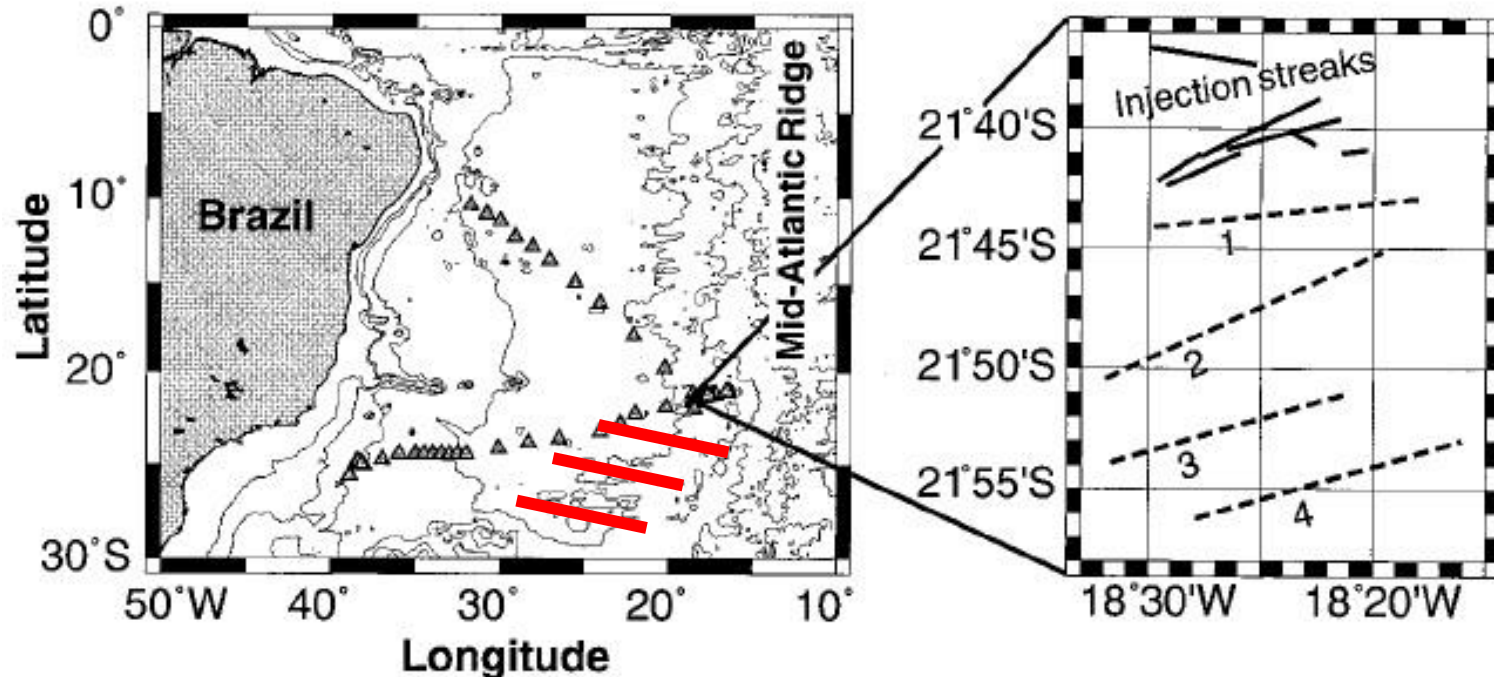 0°
10°
20°
30°S
Latitude
Brazil
Mid-Atlantic Ridge
50°W
40°
30°
20°
10°
Longitude
Injection streaks
21°40'S
21°45'S
21°50'S
21°55'S
1
2
3
4
18°30'W
18°20'W